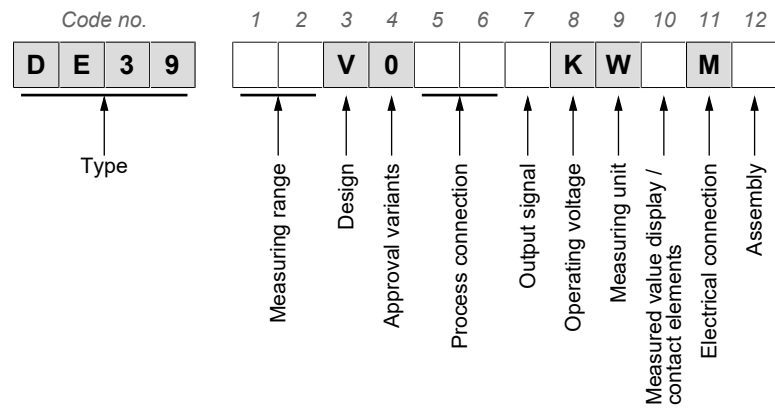 Code no. 1 2 3 4 5 6 7 8 9 10 11 12
D E 3 9 V 0 K W M
Type
Measuring range
Design
Approval variants
Process connection
Output signal
Operating voltage
Measuring unit
Measured value display /
contact elements
Electrical connection
Assembly